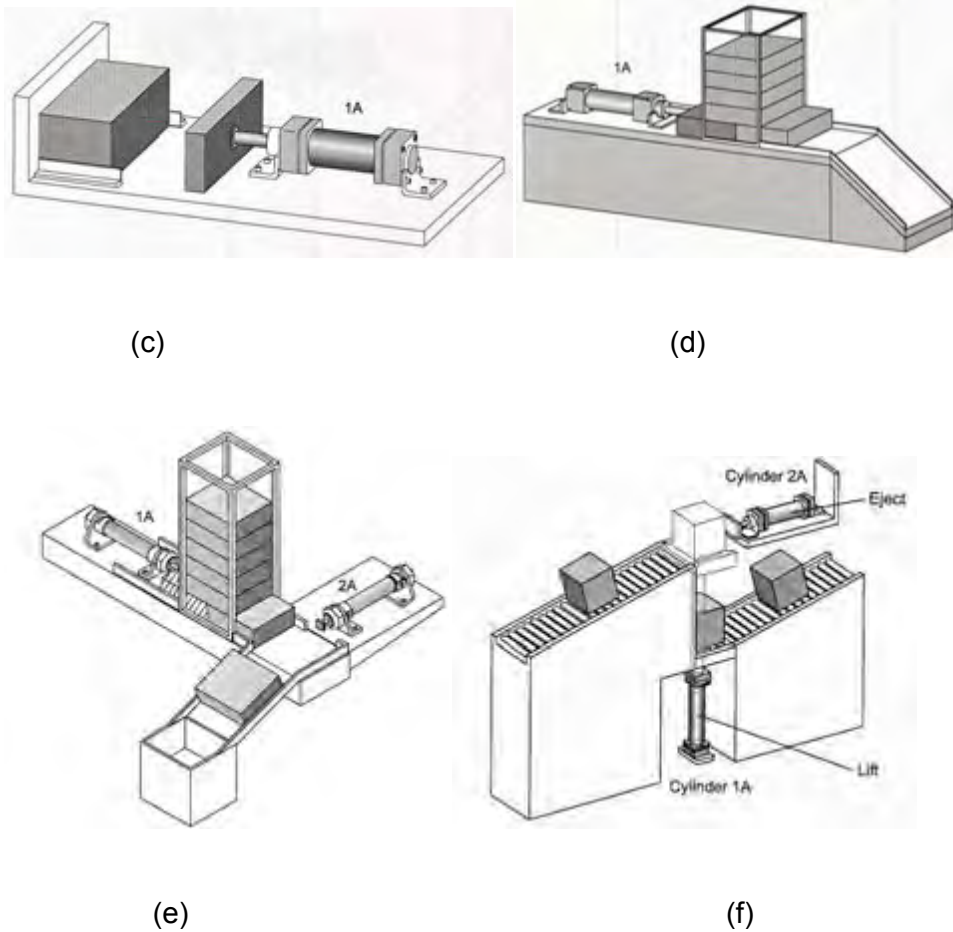 1A
1A
(c)
(d)
1A
2A
Cylinder 2A
Eject
Lift
Cylinder 1A
(e)
(f)